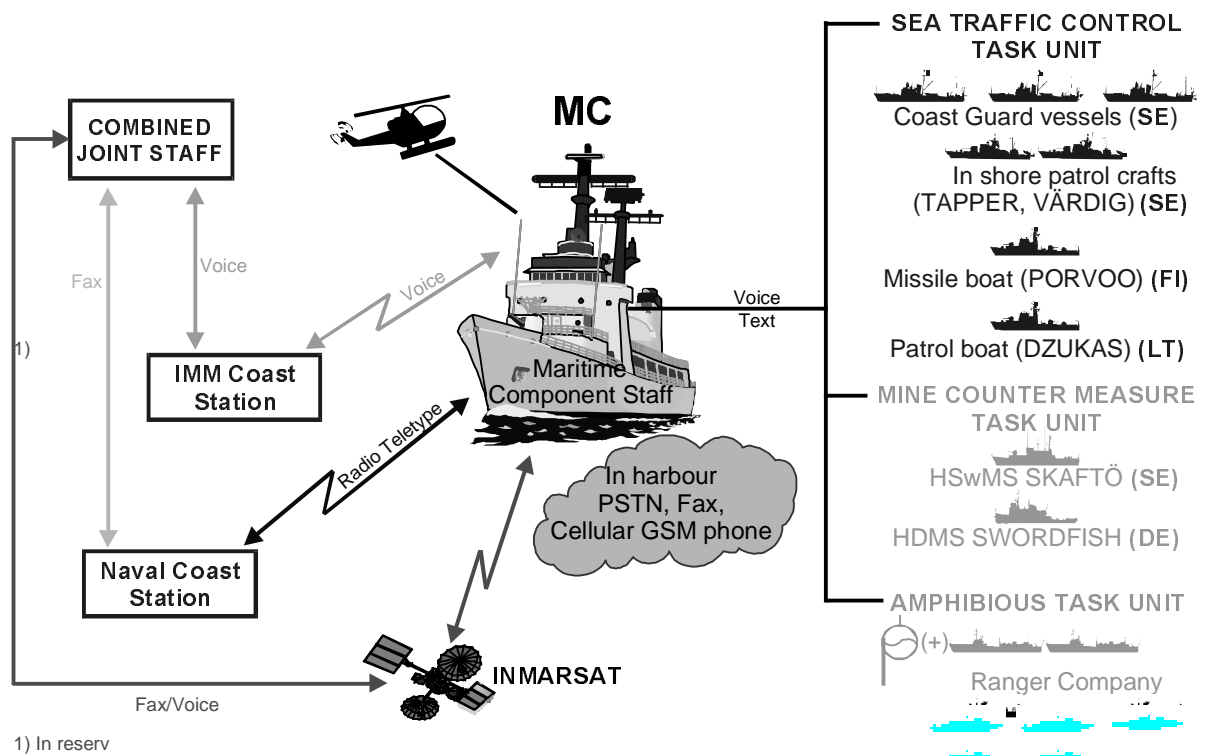 MC
COMBINED
JOINT STAFF
Fax
Voice
Voice
1)
IMM Coast
Station
Maritime
Component Staff
Radio Teletype
In harbour
PSTN, Fax,
Cellular GSM phone
Naval Coast
Station
INMARSAT
Fax/Voice
1) In reserv
Voice
Text
SEA TRAFFIC CONTROL
TASK UNIT
Coast Guard vessels (SE)
In shore patrol crafts
(TAPPER, VÄRDIG) (SE)
Missile boat (PORVOO) (FI)
Patrol boat (DZUKAS) (LT)
MINE COUNTER MEASURE
TASK UNIT
HSwMS SKAFTÖ (SE)
HDMS SWORDFISH (DE)
AMPHIBIOUS TASK UNIT
(+)
Ranger Company